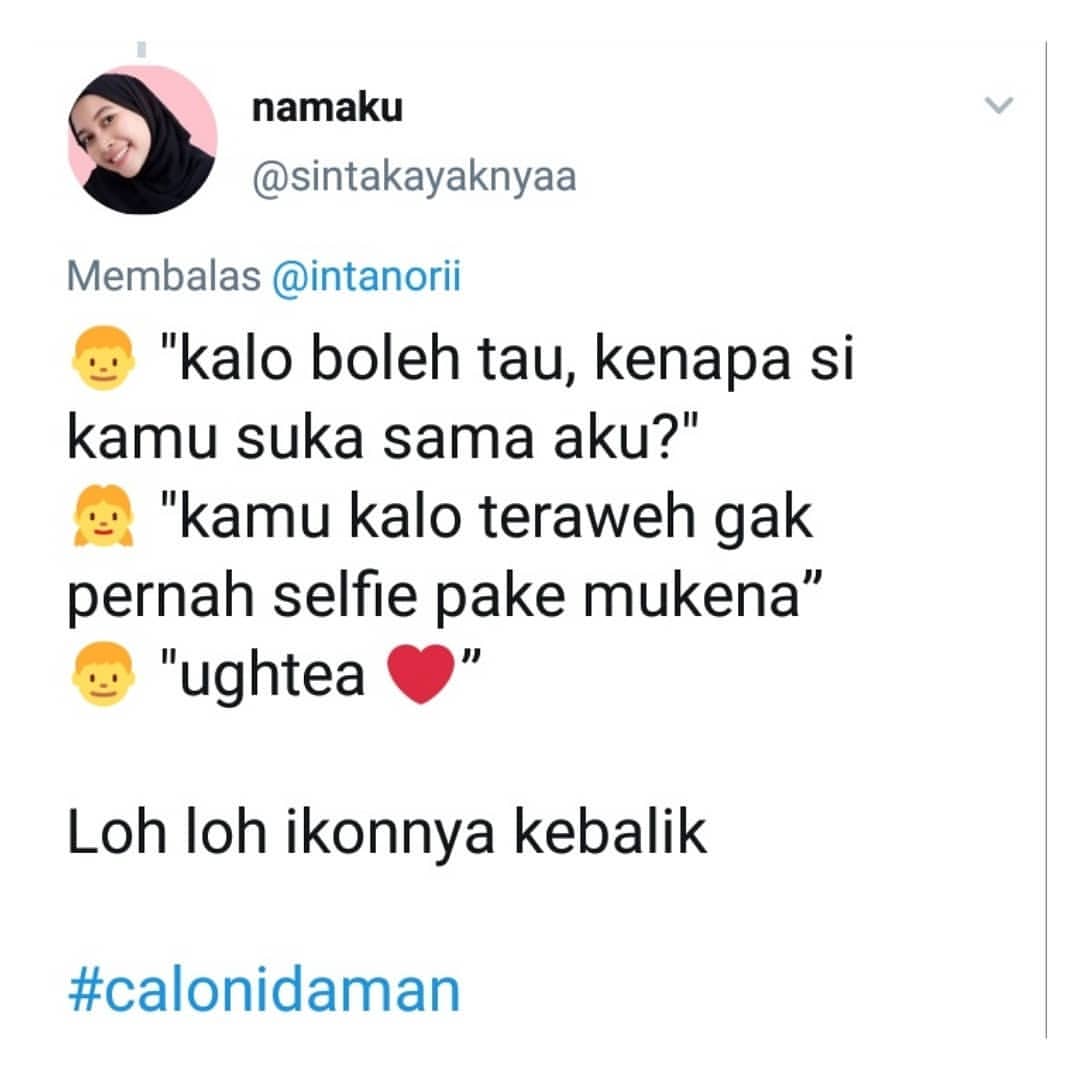 namaku
@sintakayaknyaa
Membalas @intanorii
👦 "kalo boleh tau, kenapa si
kamu suka sama aku?"
👧 "kamu kalo teraweh gak
pernah selfie pake mukena”
👦 "ughtea ❤”
Loh loh ikonnya kebalik
#calonidaman